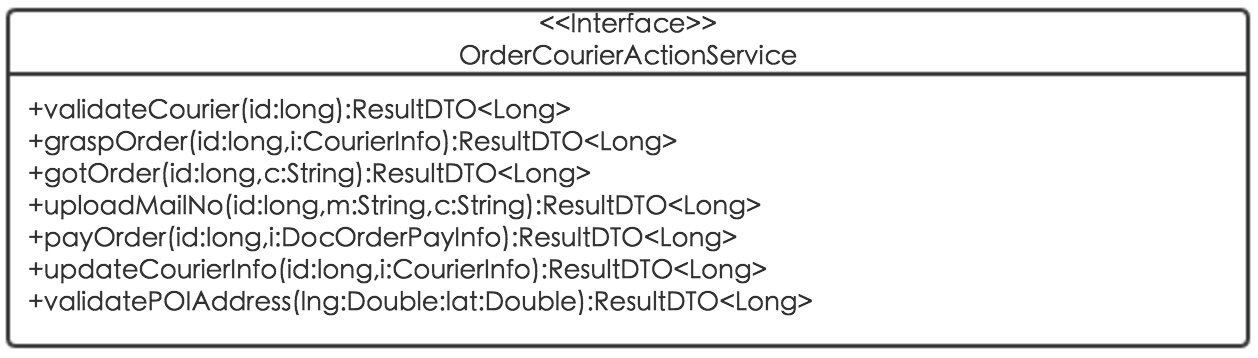 <<Interface>>
OrderCourierActionService
+validateCourier(id:long):ResultDTO<Long>
+graspOrder(id:long,i:CourierInfo):ResultDTO<Long>
+gotOrder(id:long,c:String):ResultDTO<Long>
+uploadMailNo(id:long,m:String,c:String):ResultDTO<Long>
+payOrder(id:long,i:DocOrderPayInfo):ResultDTO<Long>
+updateCourierInfo(id:long,i:CourierInfo):ResultDTO<Long>
+validatePOIAddress(lng:Double:lat:Double):ResultDTO<Long>